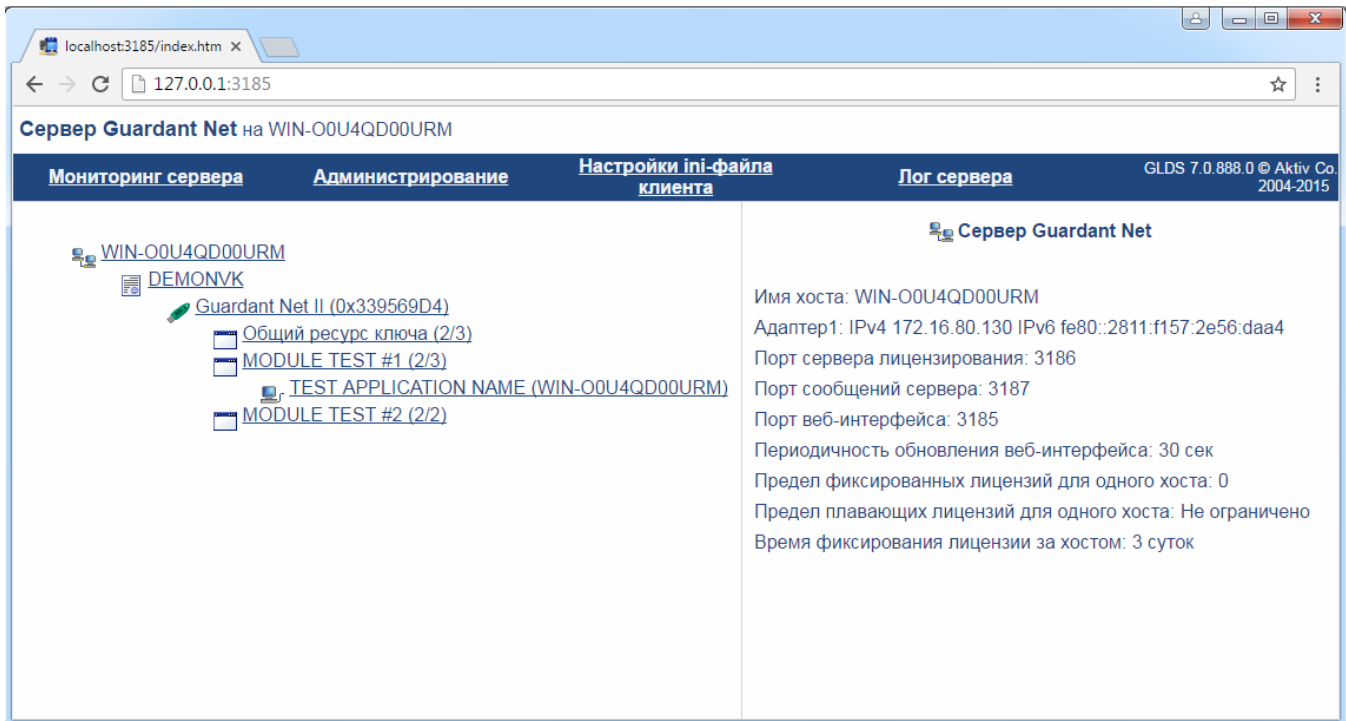 localhost:3185/index.htm
127.0.0.1:3185
Сервер Guardant Net на WIN-O0U4QD00URM
Мониторинг сервера
Администрирование
Настройки ini-файла
клиента
Лог сервера
GLDS 7.0.888.0 © Aktiv Co.
2004-2015
WIN-O0U4QD00URM
DEMONVK
Guardant Net II (0x339569D4)
Общий ресурс ключа (2/3)
MODULE TEST #1 (2/3)
TEST APPLICATION NAME (WIN-O0U4QD00URM)
MODULE TEST #2 (2/2)
Сервер Guardant Net
Имя хоста: WIN-O0U4QD00URM
Адаптер1: IPv4 172.16.80.130 IPv6 fe80::2811:f157:2e56:daa4
Порт сервера лицензирования: 3186
Порт сообщений сервера: 3187
Порт веб-интерфейса: 3185
Периодичность обновления веб-интерфейса: 30 сек
Предел фиксированных лицензий для одного хоста: 0
Предел плавающих лицензий для одного хоста: Не ограничено
Время фиксирования лицензии за хостом: 3 суток